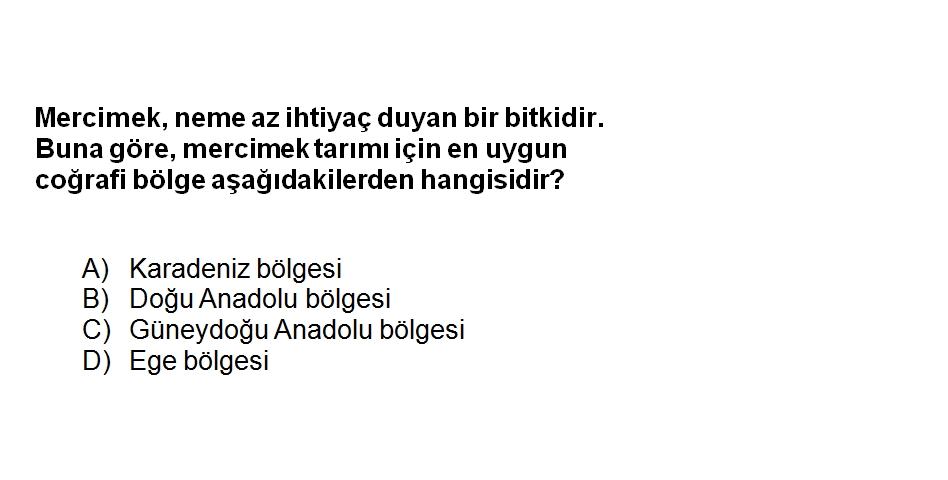 Mercimek, neme az ihtiyaç duyan bir bitkidir.
Buna göre, mercimek tarımı için en uygun
coğrafi bölge aşağıdakilerden hangisidir?
A) Karadeniz bölgesi
B) Doğu Anadolu bölgesi
C) Güneydoğu Anadolu bölgesi
D) Ege bölgesi